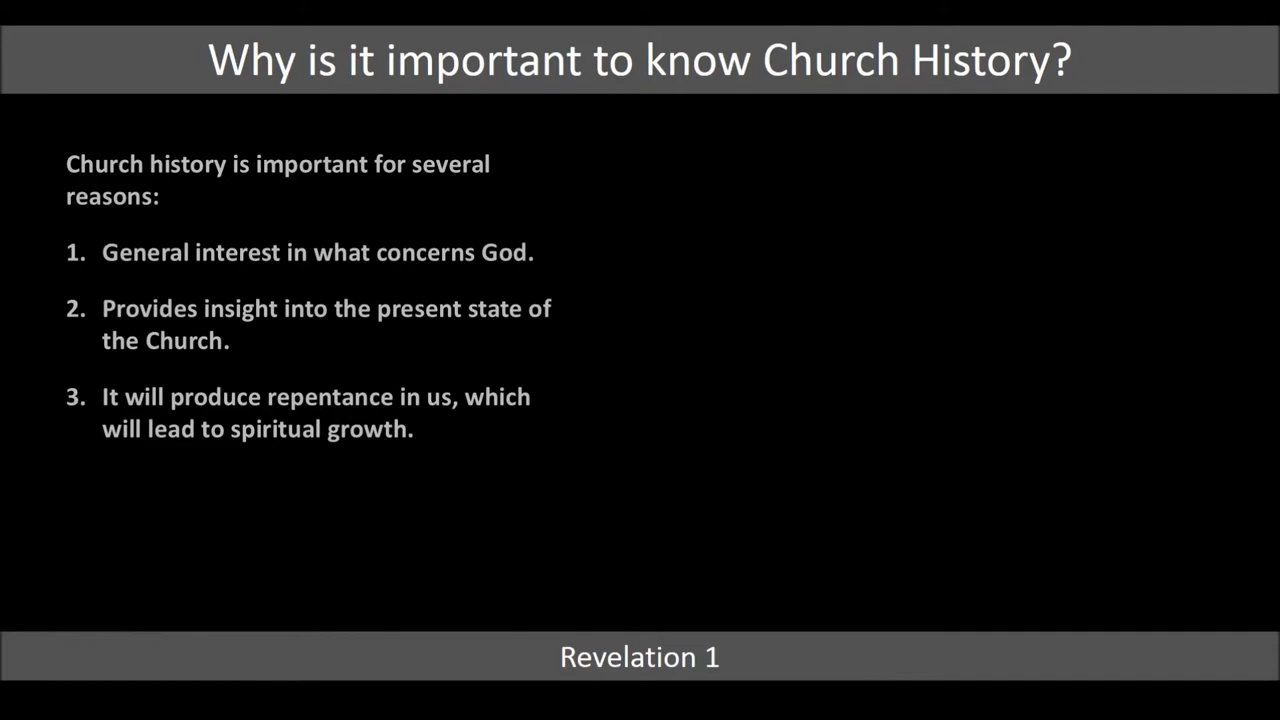 Why is it important to know Church History?
Church history is important for several
reasons:
1. General interest in what concerns God.
2. Provides insight into the present state of
the Church.
3. It will produce repentance in us, which
will lead to spiritual growth.
Revelation 1